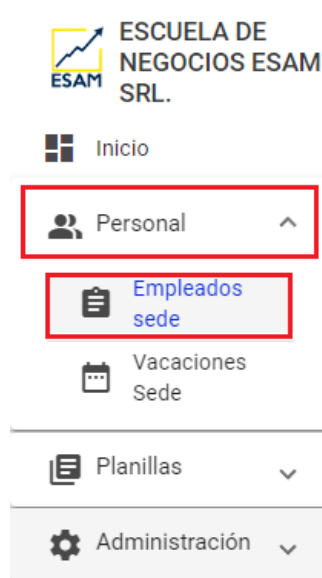 ESCUELA DE
NEGOCIOS ESAM
SRL.
ESAM
Inicio
Personal
Empleados
sede
Vacaciones
Sede
Planillas
Administración